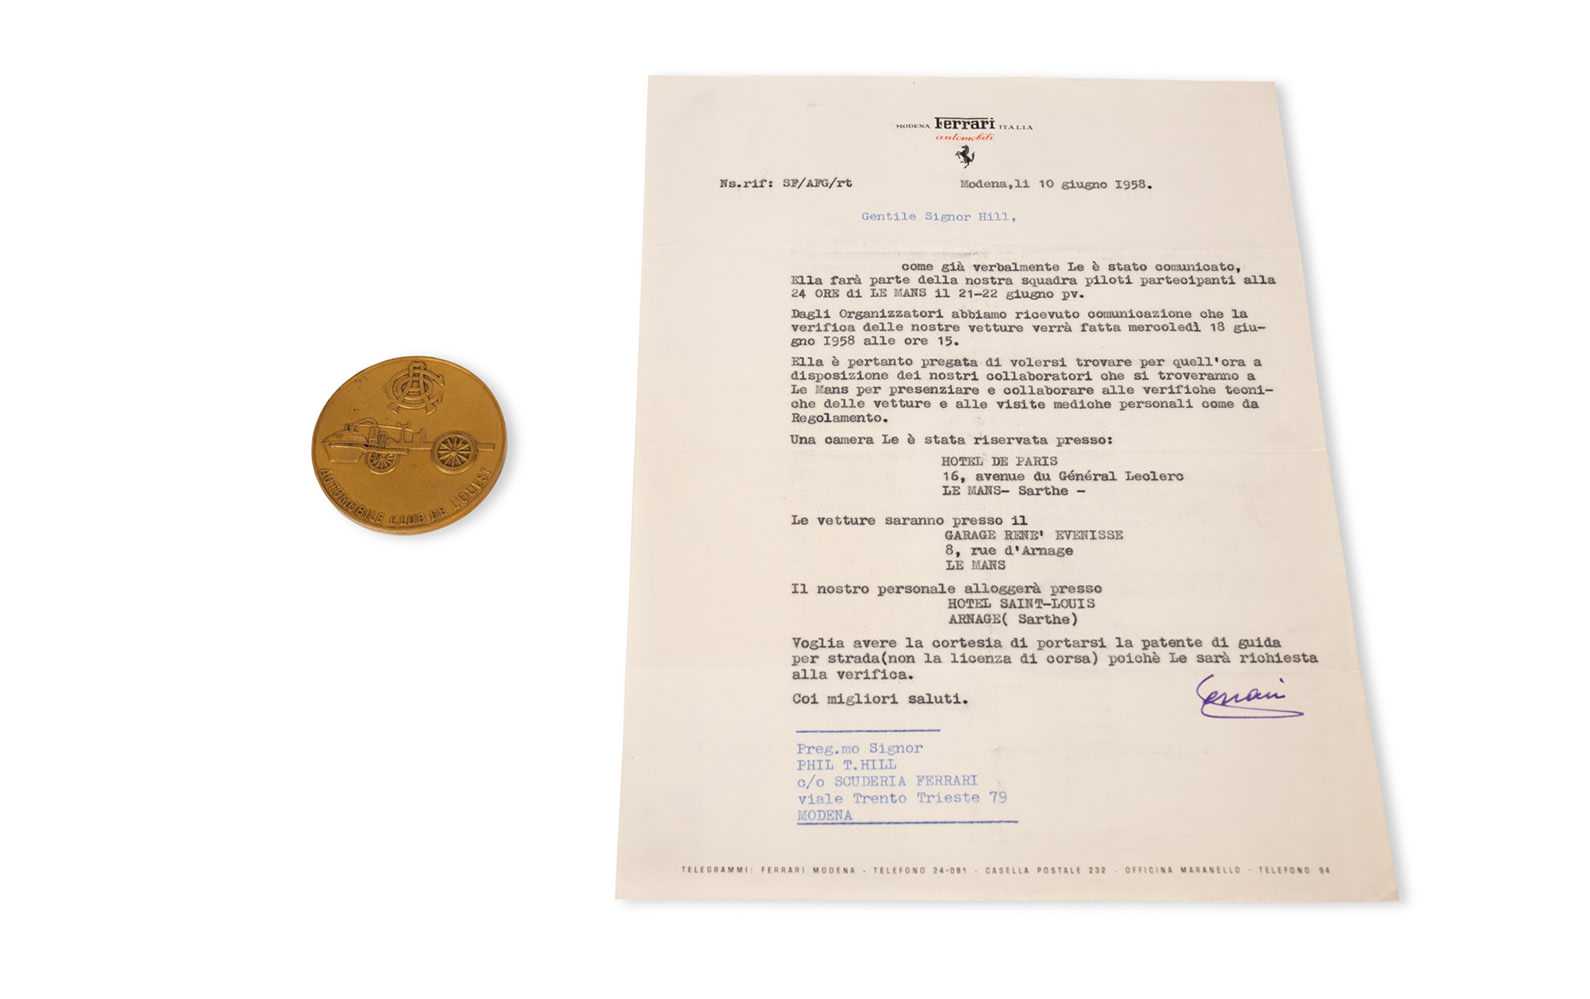 AUTOMOBILE CLUB DE L'OUEST
MODENA Ferrari ITALIA
automobili
Ns.rif: SF/AFG/rt Modena,li 10 giugno 1958.
Gentile Signor Hill,
come già verbalmente Le è stato comunicato,
Ella farà parte della nostra squadra piloti partecipanti alla
24 ORE di LE MANS il 21-22 giugno pv.
Dagli Organizzatori abbiamo ricevuto comunicazione che la
verifica delle nostre vetture verrà fatta mercoledì 18 giu-
gno 1958 alle ore 15.
Ella è pertanto pregata di volersi trovare per quell'ora a
disposizione dei nostri collaboratori che si troveranno a
Le Mans per presenziare e collaborare alle verifiche tecni-
che delle vetture e alle visite mediche personali come da
Regolamento.
Una camera Le è stata riservata presso:
HOTEL DE PARIS
16, avenue du Général Leclerc
LE MANS- Sarthe -
Le vetture saranno presso il
GARAGE RENE' EVENISSE
8, rue d'Arnage
LE MANS
Il nostro personale alloggerà presso
HOTEL SAINT-LOUIS
ARNAGE( Sarthe)
Voglia avere la cortesia di portarsi la patente di guida
per strada(non la licenza di corsa) poichè Le sarà richiesta
alla verifica.
Coi migliori saluti.
Ferrari
Preg.mo Signor
PHIL T.HILL
c/o SCUDERIA FERRARI
viale Trento Trieste 79
MODENA
TELEGRAMMI: FERRARI MODENA - TELEFONO 24-081 - CASELLA POSTALE 232 - OFFICINA MARANELLO - TELEFONO 94